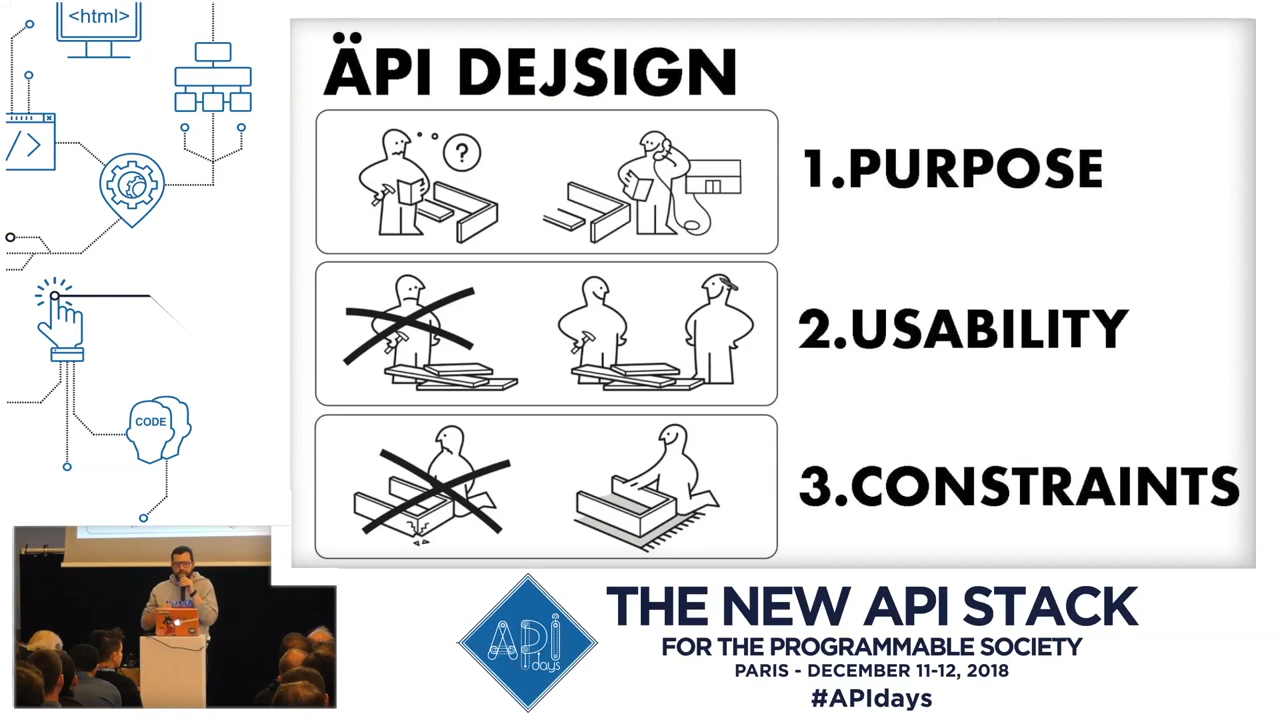 <html>
ÄPI DEJSIGN
?
1.PURPOSE
</>
2.USABILITY
CODE
3.CONSTRAINTS
APi
days
THE NEW API STACK
FOR THE PROGRAMMABLE SOCIETY
PARIS - DECEMBER 11-12, 2018
#APIdays